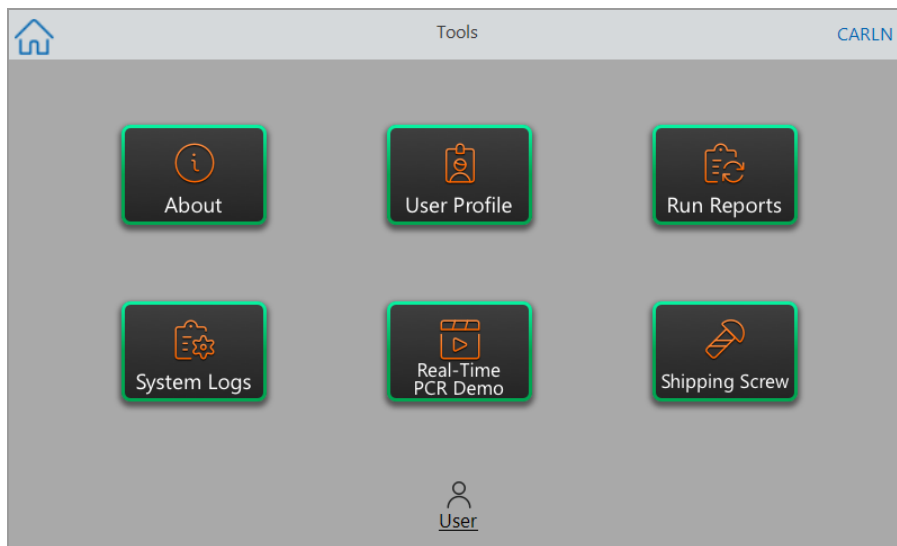 Tools
CARLN
About
User Profile
Run Reports
System Logs
Real-Time
PCR Demo
Shipping Screw
User